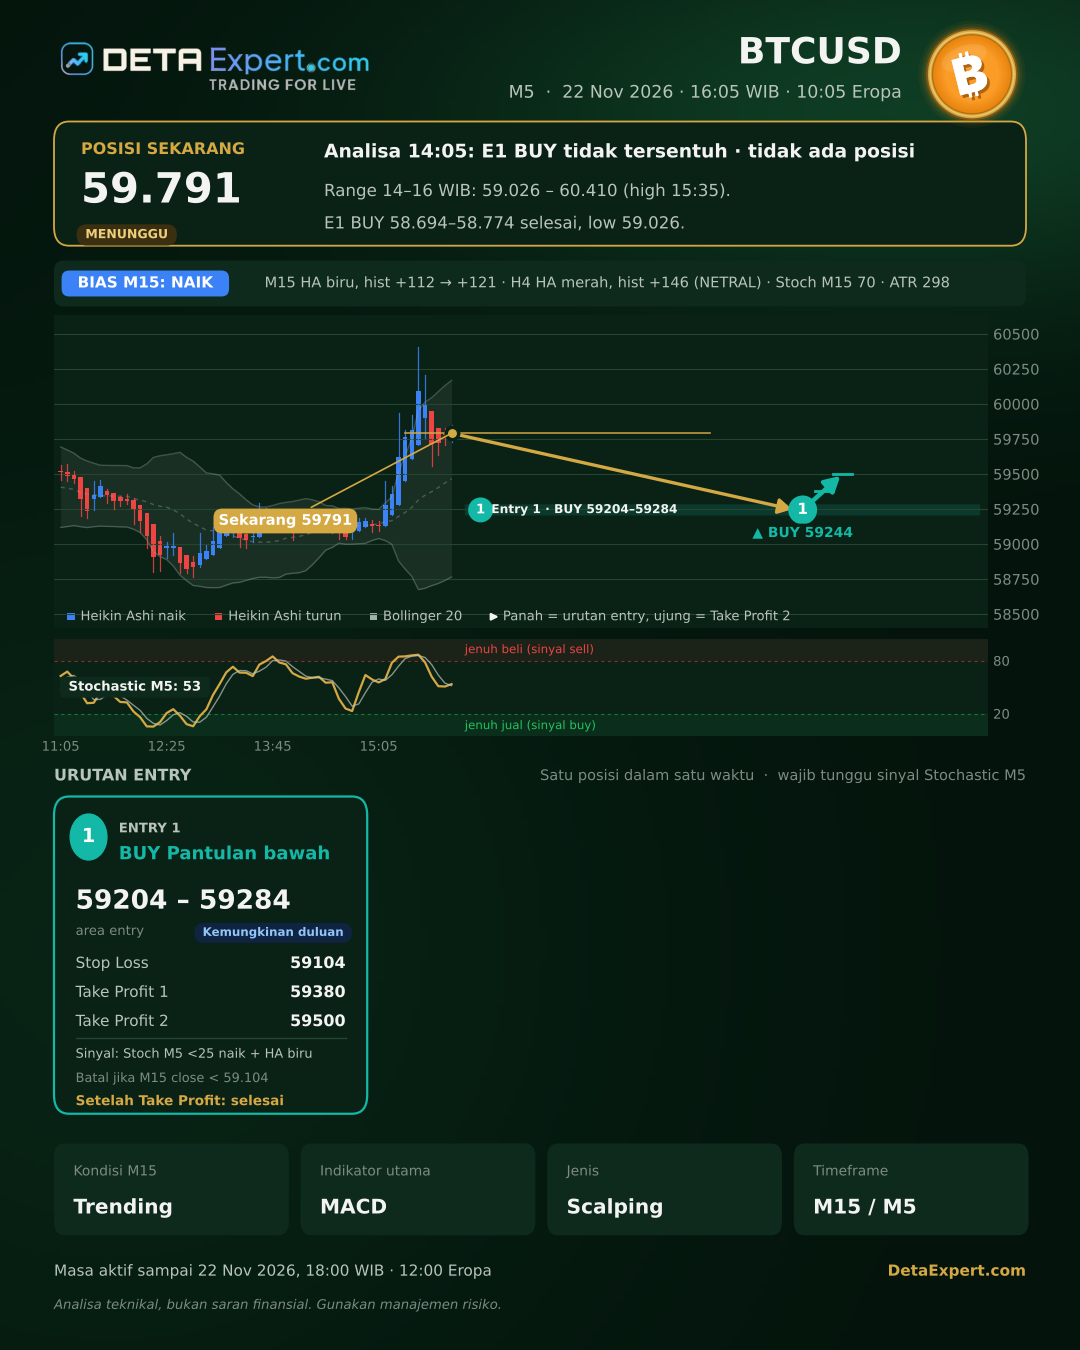 DETA Expert.com
TRADING FOR LIVE
BTCUSD
M5 · 22 Nov 2026 · 16:05 WIB · 10:05 Eropa
POSISI SEKARANG
59.791
MENUNGGU
Analisa 14:05: E1 BUY tidak tersentuh · tidak ada posisi
Range 14–16 WIB: 59.026 – 60.410 (high 15:35).
E1 BUY 58.694–58.774 selesai, low 59.026.
BIAS M15: NAIK
M15 HA biru, hist +112 → +121 · H4 HA merah, hist +146 (NETRAL) · Stoch M15 70 · ATR 298
60500
60250
60000
59750
59500
59250
59000
58750
58500
Sekarang 59791
1 Entry 1 · BUY 59204–59284
1
▲ BUY 59244
Heikin Ashi naik
Heikin Ashi turun
Bollinger 20
Panah = urutan entry, ujung = Take Profit 2
jenuh beli (sinyal sell)
80
Stochastic M5: 53
20
jenuh jual (sinyal buy)
11:05 12:25 13:45 15:05
URUTAN ENTRY
Satu posisi dalam satu waktu · wajib tunggu sinyal Stochastic M5
1
ENTRY 1
BUY Pantulan bawah
59204 – 59284
area entry
Kemungkinan duluan
Stop Loss 59104
Take Profit 1 59380
Take Profit 2 59500
Sinyal: Stoch M5 <25 naik + HA biru
Batal jika M15 close < 59.104
Setelah Take Profit: selesai
Kondisi M15
Trending
Indikator utama
MACD
Jenis
Scalping
Timeframe
M15 / M5
Masa aktif sampai 22 Nov 2026, 18:00 WIB · 12:00 Eropa
DetaExpert.com
Analisa teknikal, bukan saran finansial. Gunakan manajemen risiko.